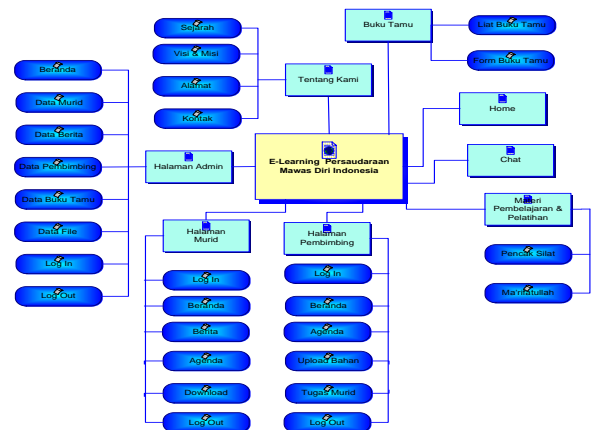 Sejarah
Visi & Misi
Alamat
Kontak
Tentang Kami
Buku Tamu
Liat Buku Tamu
Form Buku Tamu
Home
Chat
Materi
Pembelajaran &
Pelatihan
Pencak Silat
Ma'rifatullah
E-Learning Persaudaraan
Mawas Diri Indonesia
Halaman Admin
Beranda
Data Murid
Data Berita
Data Pembimbing
Data Buku Tamu
Data File
Log In
Log Out
Halaman
Murid
Log In
Beranda
Berita
Agenda
Download
Log Out
Halaman
Pembimbing
Log In
Beranda
Agenda
Upload Bahan
Tugas Murid
Log Out